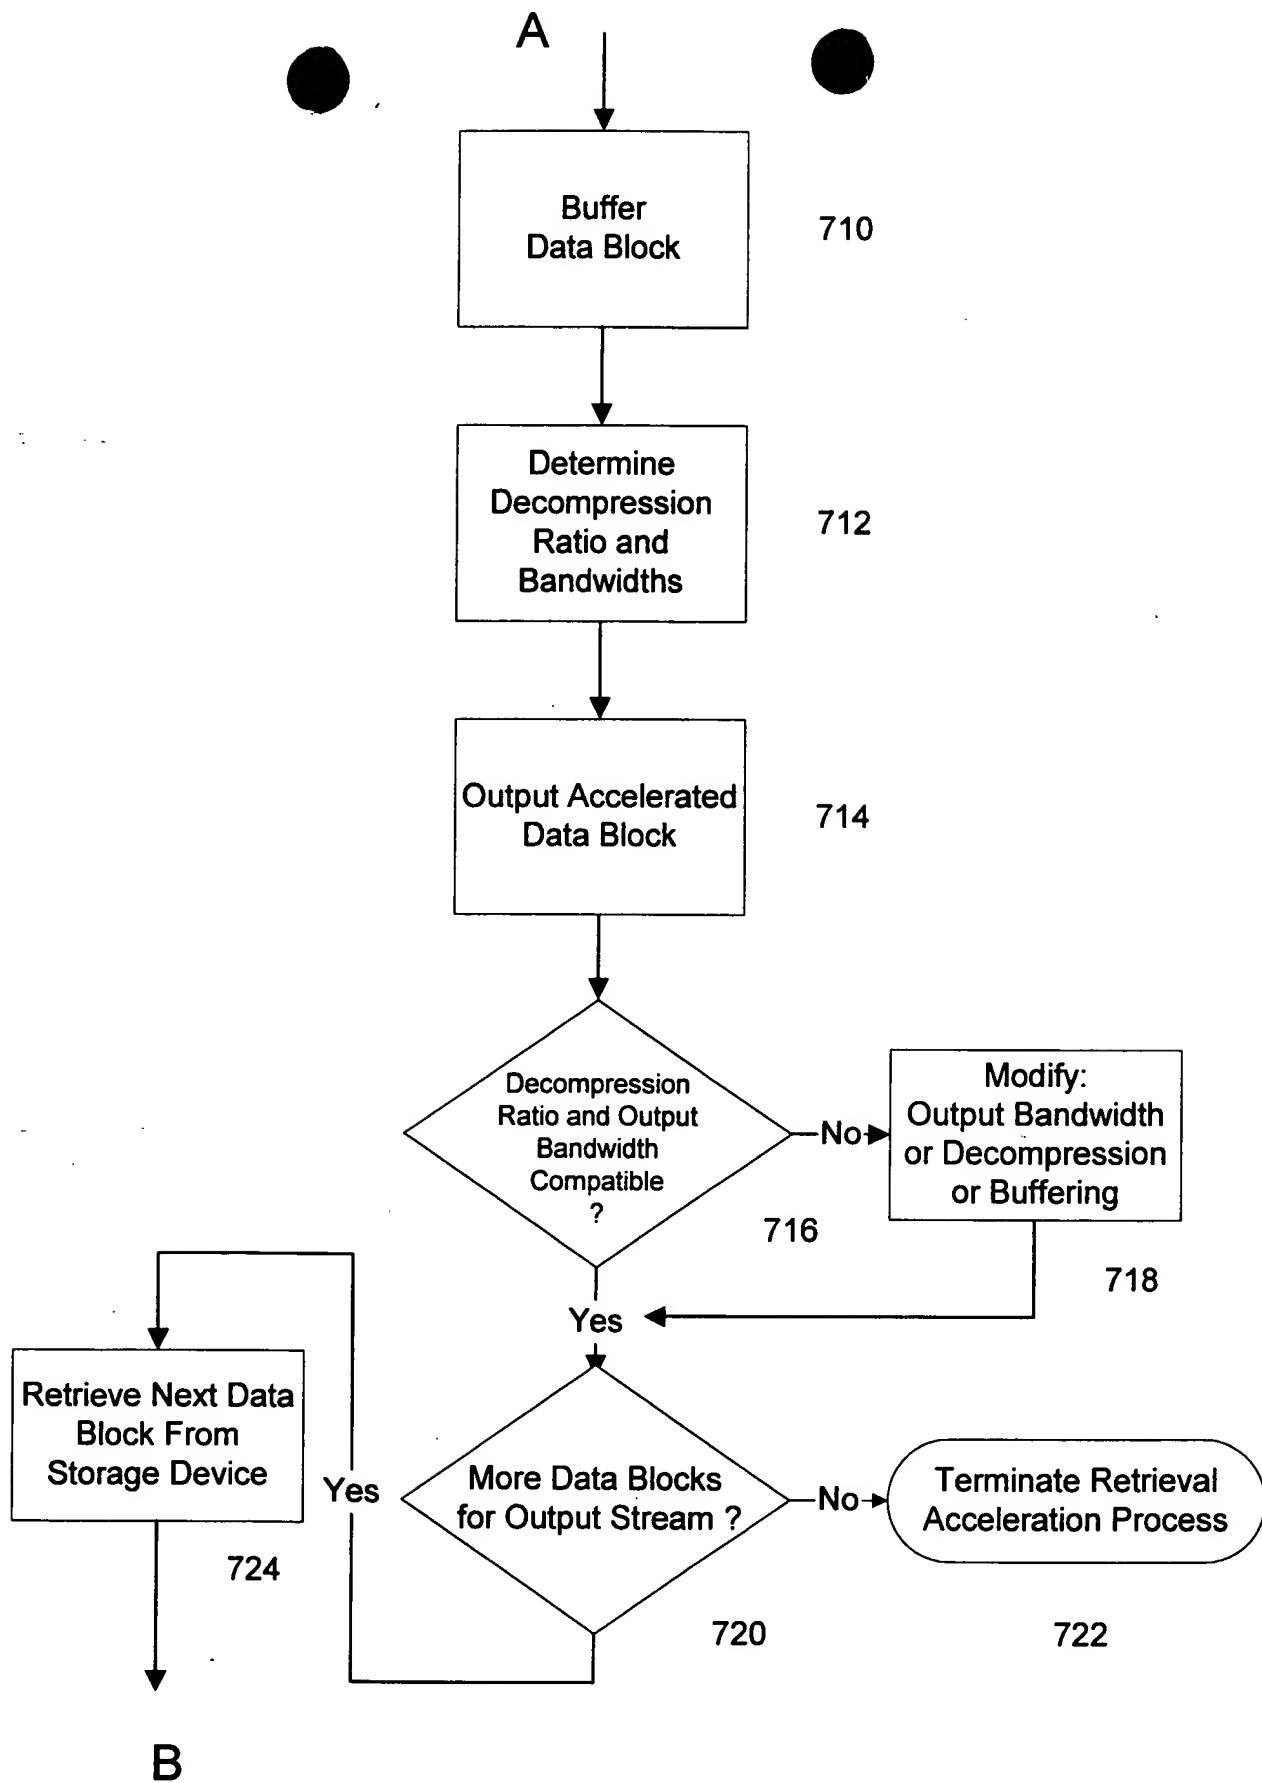 A
Buffer
Data Block
710
Determine
Decompression
Ratio and
Bandwidths
712
Output Accelerated
Data Block
714
Decompression
Ratio and Output
Bandwidth
Compatible
?
716
No
Modify:
Output Bandwidth
or Decompression
or Buffering
718
Yes
More Data Blocks
for Output Stream ?
720
No
Terminate Retrieval
Acceleration Process
722
Yes
Retrieve Next Data
Block From
Storage Device
724
B